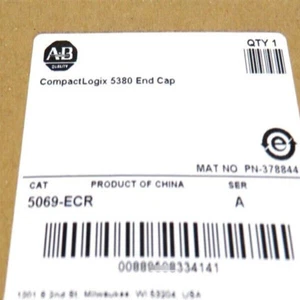 AB
QUALITY
QTY 1
CompactLogix 5380 End Cap
e
MAT NO PN-378844
CAT PRODUCT OF CHINA SER
5069-ECR A
1201 S 2nd St, Milwaukee, WI 53204, USA